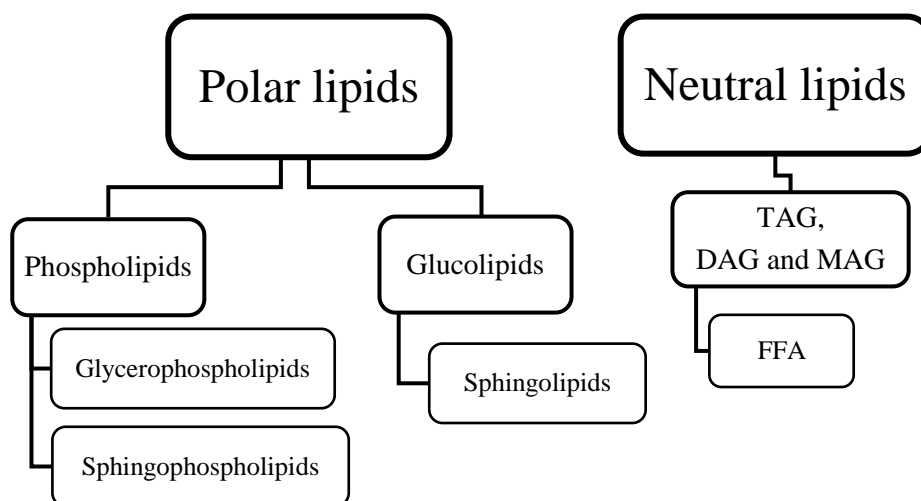 Polar lipids
Neutral lipids
Phospholipids
Glucolipids
TAG,
DAG and MAG
Glycerophospholipids
Sphingolipids
FFA
Sphingophospholipids